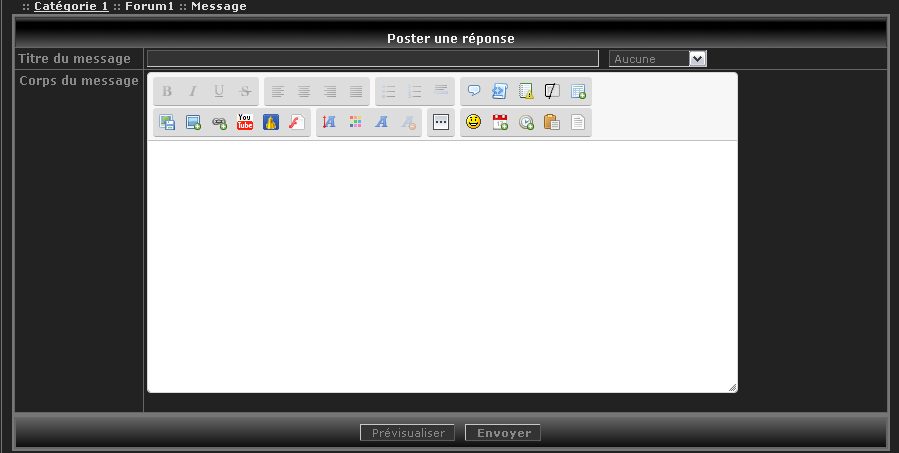 :: Catégorie 1 :: Forum1 :: Message
Poster une réponse
Titre du message
Aucune
Corps du message
B I U S
You Tube
Prévisualiser Envoyer